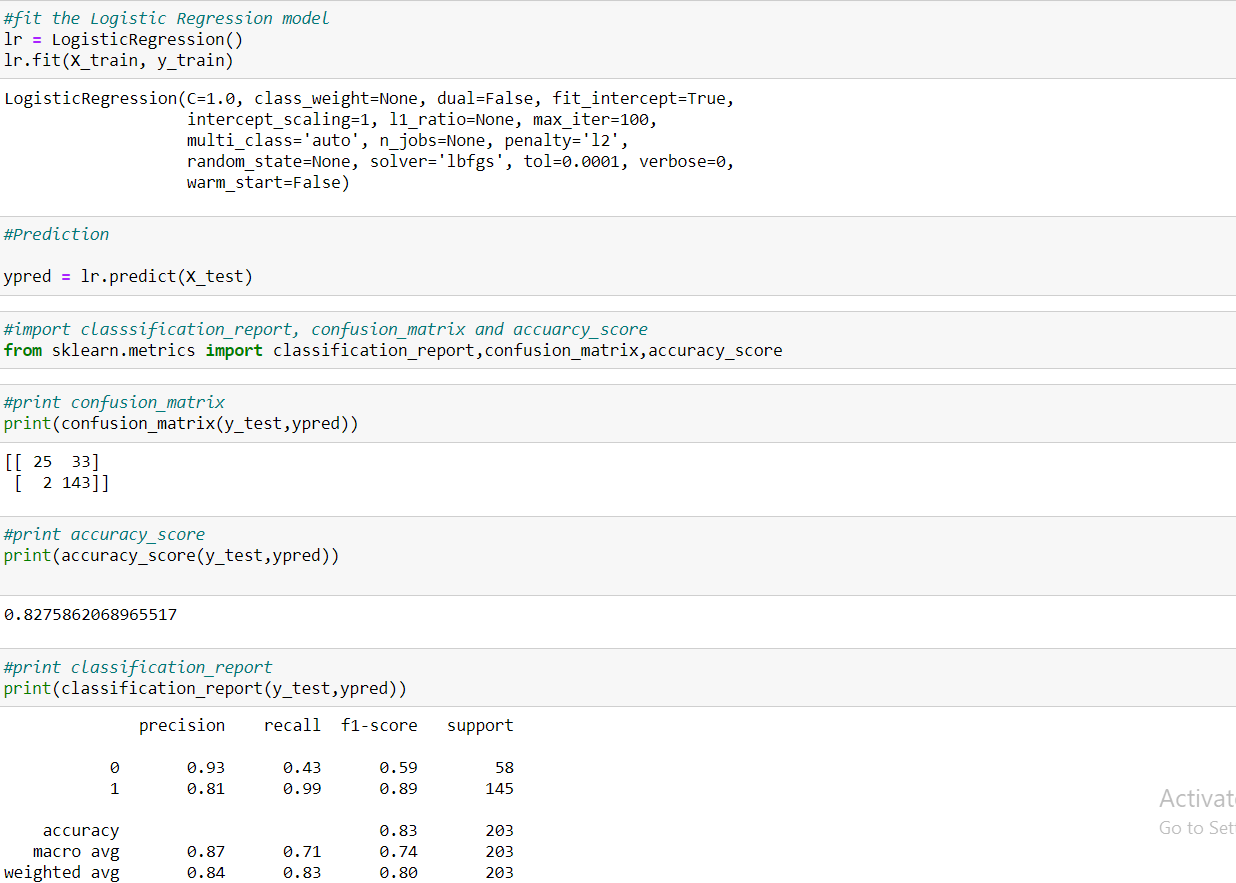 #fit the Logistic Regression model
lr = LogisticRegression()
lr.fit(X_train, y_train)
LogisticRegression(C=1.0, class_weight=None, dual=False, fit_intercept=True,
intercept_scaling=1, l1_ratio=None, max_iter=100,
multi_class='auto', n_jobs=None, penalty='l2',
random_state=None, solver='lbfgs', tol=0.0001, verbose=0,
warm_start=False)
#Prediction
ypred = lr.predict(X_test)
#import classsification_report, confusion_matrix and accuarcy_score
from sklearn.metrics import classification_report,confusion_matrix,accuracy_score
#print confusion_matrix
print(confusion_matrix(y_test,ypred))
[[ 25  33]
[  2 143]]
#print accuracy_score
print(accuracy_score(y_test,ypred))
0.8275862068965517
#print classification_report
print(classification_report(y_test,ypred))
precision recall f1-score support
0 0.93 0.43 0.59 58
1 0.81 0.99 0.89 145
accuracy 0.83 203
macro avg 0.87 0.71 0.74 203
weighted avg 0.84 0.83 0.80 203
Activat
Go to Set